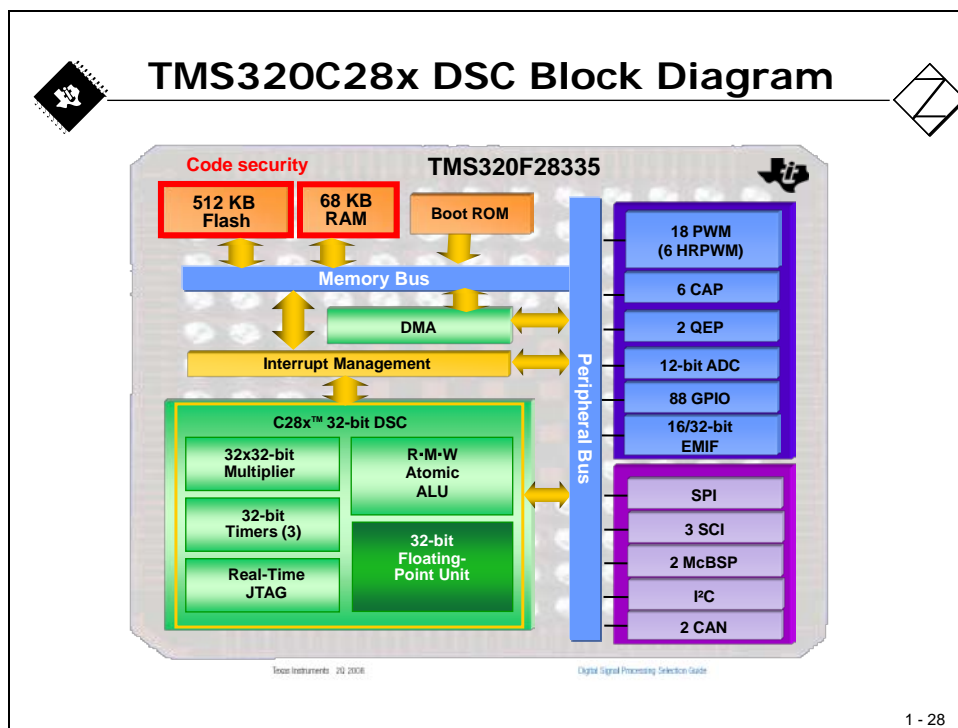 TMS320C28x DSC Block Diagram
Code security
TMS320F28335
512 KB
Flash
68 KB
RAM
Boot ROM
Memory Bus
DMA
Interrupt Management
C28x™ 32-bit DSC
32x32-bit
Multiplier
R·M·W
Atomic
ALU
32-bit
Timers (3)
32-bit
Floating-
Point Unit
Real-Time
JTAG
Peripheral Bus
18 PWM
(6 HRPWM)
6 CAP
2 QEP
12-bit ADC
88 GPIO
16/32-bit
EMIF
SPI
3 SCI
2 McBSP
I²C
2 CAN
Texas Instruments 2Q 2008
Digital Signal Processing Selection Guide
1 - 28